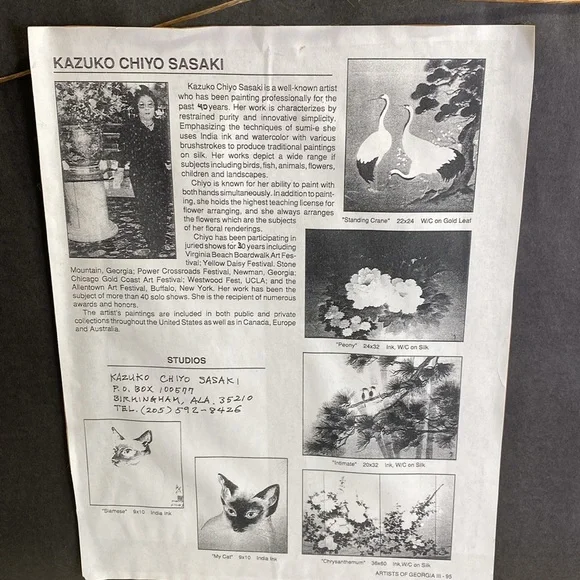 KAZUKO CHIYO SASAKI
Kazuko Chiyo Sasaki is a well-known artist
who has been painting professionally for the
past 40 years. Her work is characterizes by
restrained purity and innovative simplicity.
Emphasizing the techniques of sumi-e she
uses India ink and watercolor with various
brushstrokes to produce traditional paintings
on silk. Her works depict a wide range if
subjects including birds, fish, animals, flowers,
children and landscapes.
Chiyo is known for her ability to paint with
both hands simultaneously. In addition to paint-
ing, she holds the highest teaching license for
flower arranging, and she always arranges
the flowers which are the subjects
of her floral renderings.
Chiyo has been participating in
juried shows for 30 years including
Virginia Beach Boardwalk Art Fes-
tival; Yellow Daisy Festival. Stone
Mountain, Georgia; Power Crossroads Festival, Newman, Georgia;
Chicago Gold Coast Art Festival; Westwood Fest, UCLA; and the
Allentown Art Festival, Buffalo, New York. Her work has been the
subject of more than 40 solo shows. She is the recipient of numerous
awards and honors.
The artist's paintings are included in both public and private
collections throughout the United States as well as in Canada, Europe
and Australia.
"Standing Crane" 22x24 W/C on Gold Leaf
"Peony" 24x32 Ink, W/C on Silk
"Intimate" 20x32 Ink, W/C on Silk
STUDIOS
KAZUKO CHIYO SASAKI
P.O. BOX 100577
BIRMINGHAM, ALA. 35210
TEL. (205) 592-8426
"Siamese" 9x10 India Ink
"My Cat" 9x10 India Ink
"Chrysanthemum" 36x60 Ink,W/C on Silk
ARTISTS OF GEORGIA III - 95